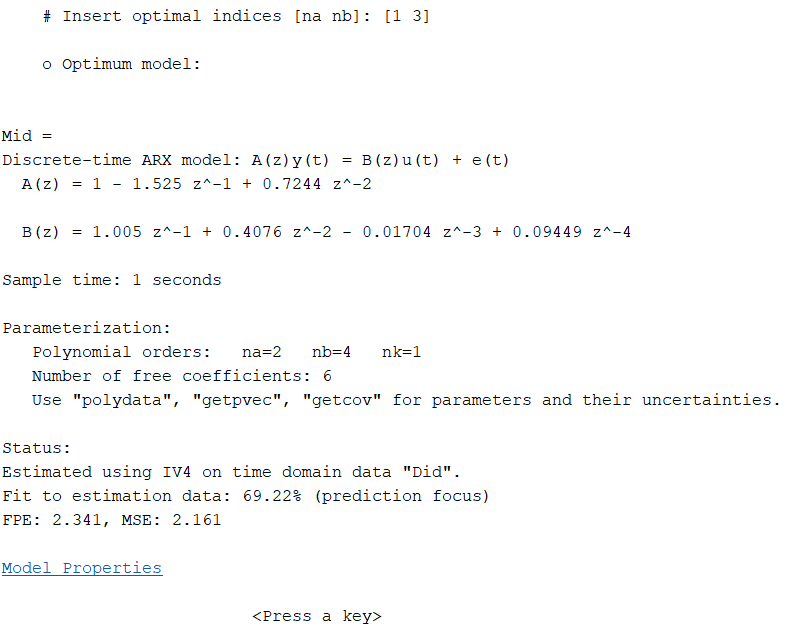 # Insert optimal indices [na nb]: [1 3]
o Optimum model:
Mid =
Discrete-time ARX model: A(z)y(t) = B(z)u(t) + e(t)
A(z) = 1 - 1.525 z^-1 + 0.7244 z^-2
B(z) = 1.005 z^-1 + 0.4076 z^-2 - 0.01704 z^-3 + 0.09449 z^-4
Sample time: 1 seconds
Parameterization:
Polynomial orders: na=2 nb=4 nk=1
Number of free coefficients: 6
Use "polydata", "getpvec", "getcov" for parameters and their uncertainties.
Status:
Estimated using IV4 on time domain data "Did".
Fit to estimation data: 69.22% (prediction focus)
FPE: 2.341, MSE: 2.161
Model Properties
<Press a key>